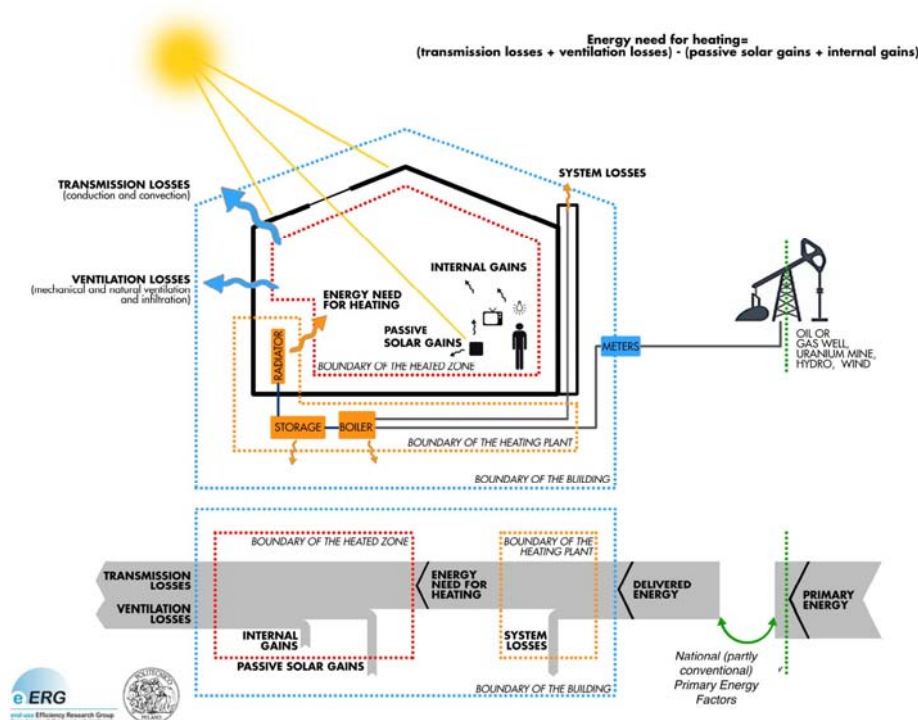 Energy need for heating=
(transmission losses + ventilation losses) - (passive solar gains + internal gains)
TRANSMISSION LOSSES
(conduction and convection)
SYSTEM LOSSES
VENTILATION LOSSES
(mechanical and natural ventilation
and infiltration)
INTERNAL GAINS
ENERGY NEED
FOR HEATING
PASSIVE
SOLAR GAINS
RADIATOR
BOUNDARY OF THE HEATED ZONE
METERS
OIL OR
GAS WELL,
URANIUM MINE,
HYDRO, WIND
STORAGE
BOILER
BOUNDARY OF THE HEATING PLANT
BOUNDARY OF THE BUILDING
BOUNDARY OF THE HEATED ZONE
BOUNDARY OF THE
HEATING PLANT
TRANSMISSION
LOSSES
VENTILATION
LOSSES
ENERGY
NEED FOR
HEATING
DELIVERED
ENERGY
PRIMARY
ENERGY
INTERNAL
GAINS
PASSIVE SOLAR GAINS
SYSTEM
LOSSES
National (partly
conventional)
Primary Energy
Factors
BOUNDARY OF THE BUILDING
eERG
end-use Efficiency Research Group
POLITECNICO
MILANO